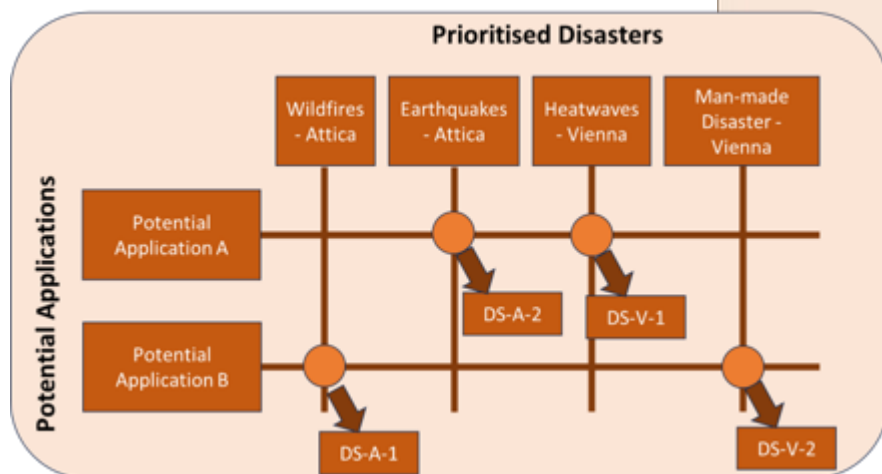 Prioritised Disasters
Wildfires
- Attica
Earthquakes
- Attica
Heatwaves
- Vienna
Man-made
Disaster -
Vienna
Potential Applications
Potential
Application A
DS-A-2
DS-V-1
Potential
Application B
DS-A-1
DS-V-2